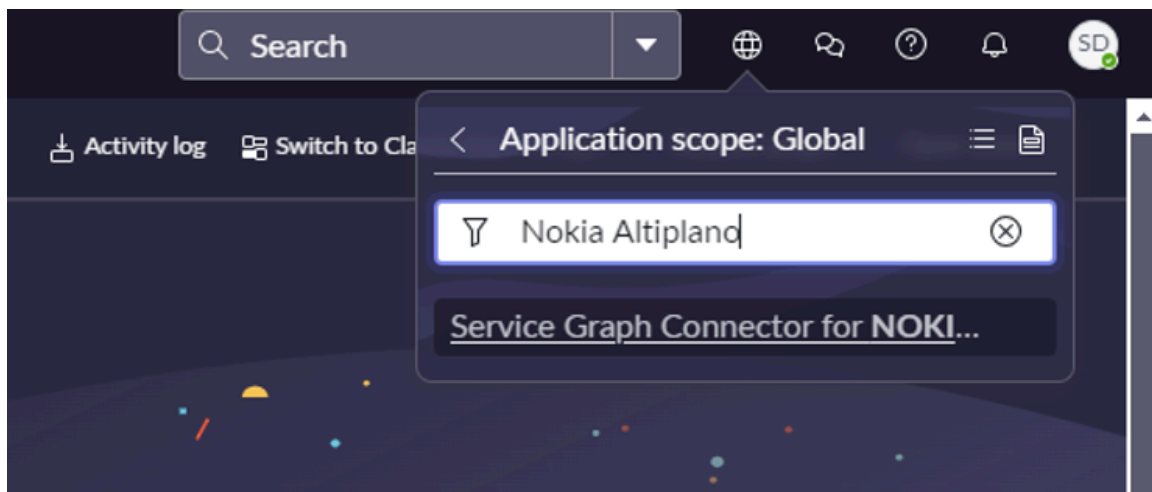 Search
SD
Activity log
Switch to Cla
Application scope: Global
Nokia Altiplano
Service Graph Connector for NOKI...